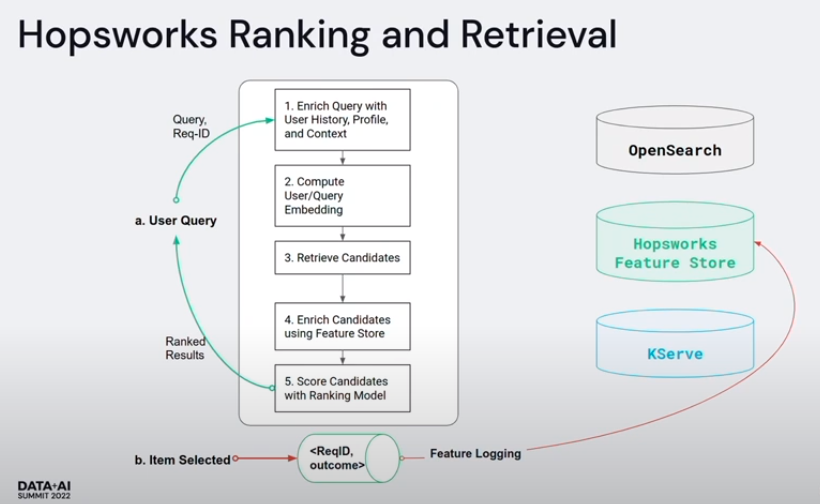 Hopsworks Ranking and Retrieval
Query,
Req-ID
1. Enrich Query with
User History, Profile,
and Context
2. Compute
User/Query
Embedding
a. User Query
3. Retrieve Candidates
4. Enrich Candidates
using Feature Store
Ranked
Results
5. Score Candidates
with Ranking Model
OpenSearch
Hopsworks
Feature Store
KServe
b. Item Selected
<ReqID,
outcome>
Feature Logging
DATA+AI
SUMMIT 2022